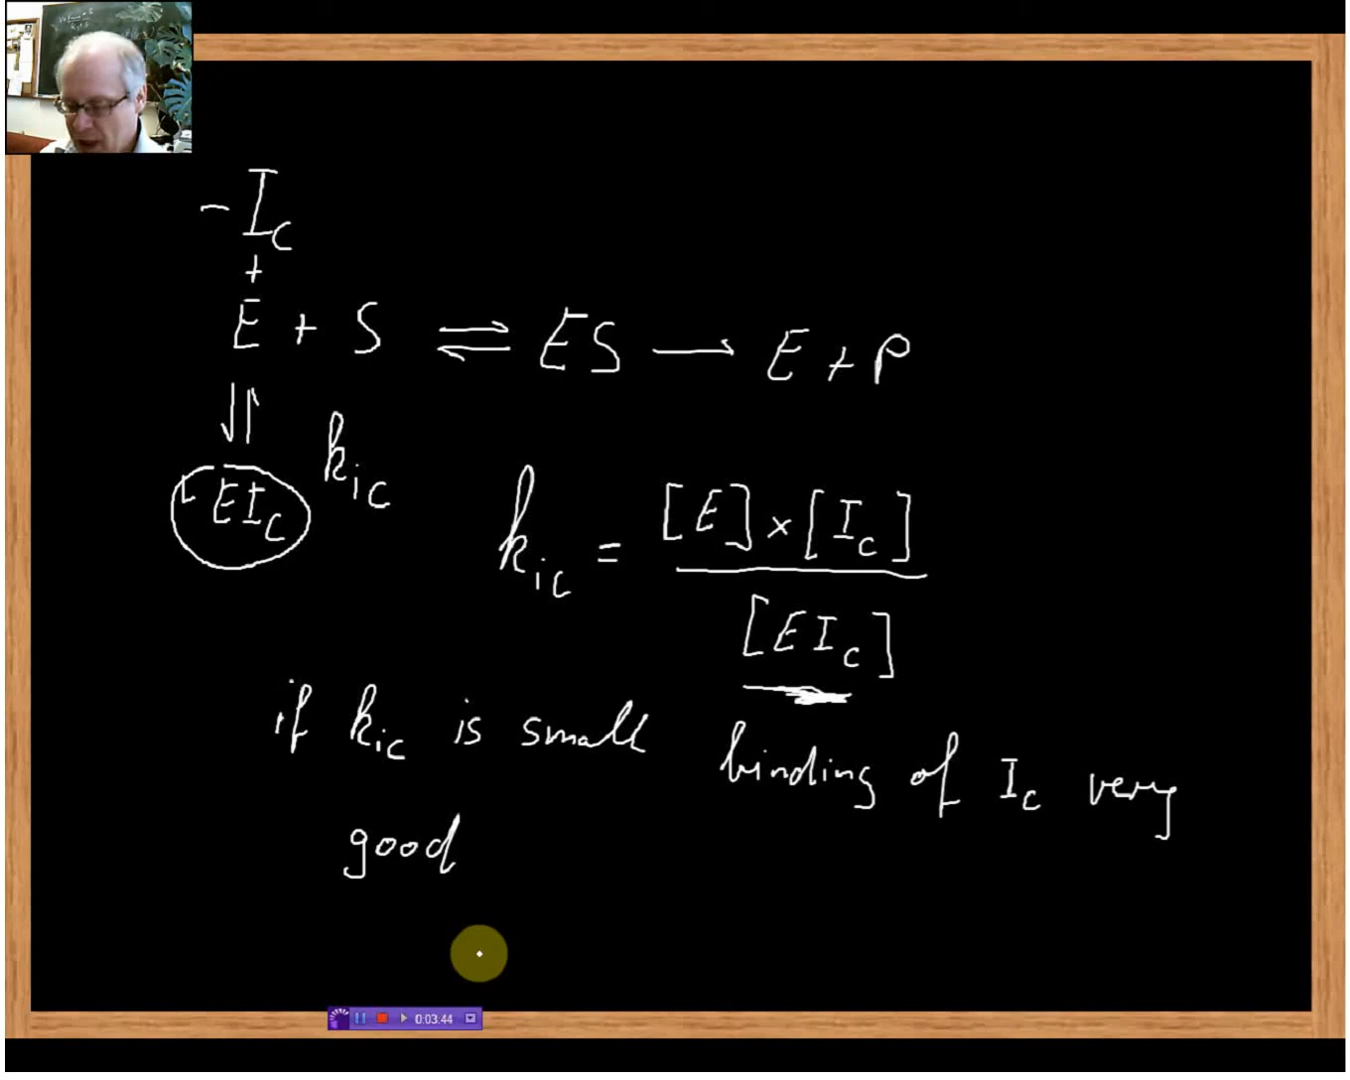 - Ic
+
E + S ⇌ ES → E + P
⇌
EIc
kic
kic = [E] × [Ic]
[EIc]
if kic is small binding of Ic very
good
0:03:44